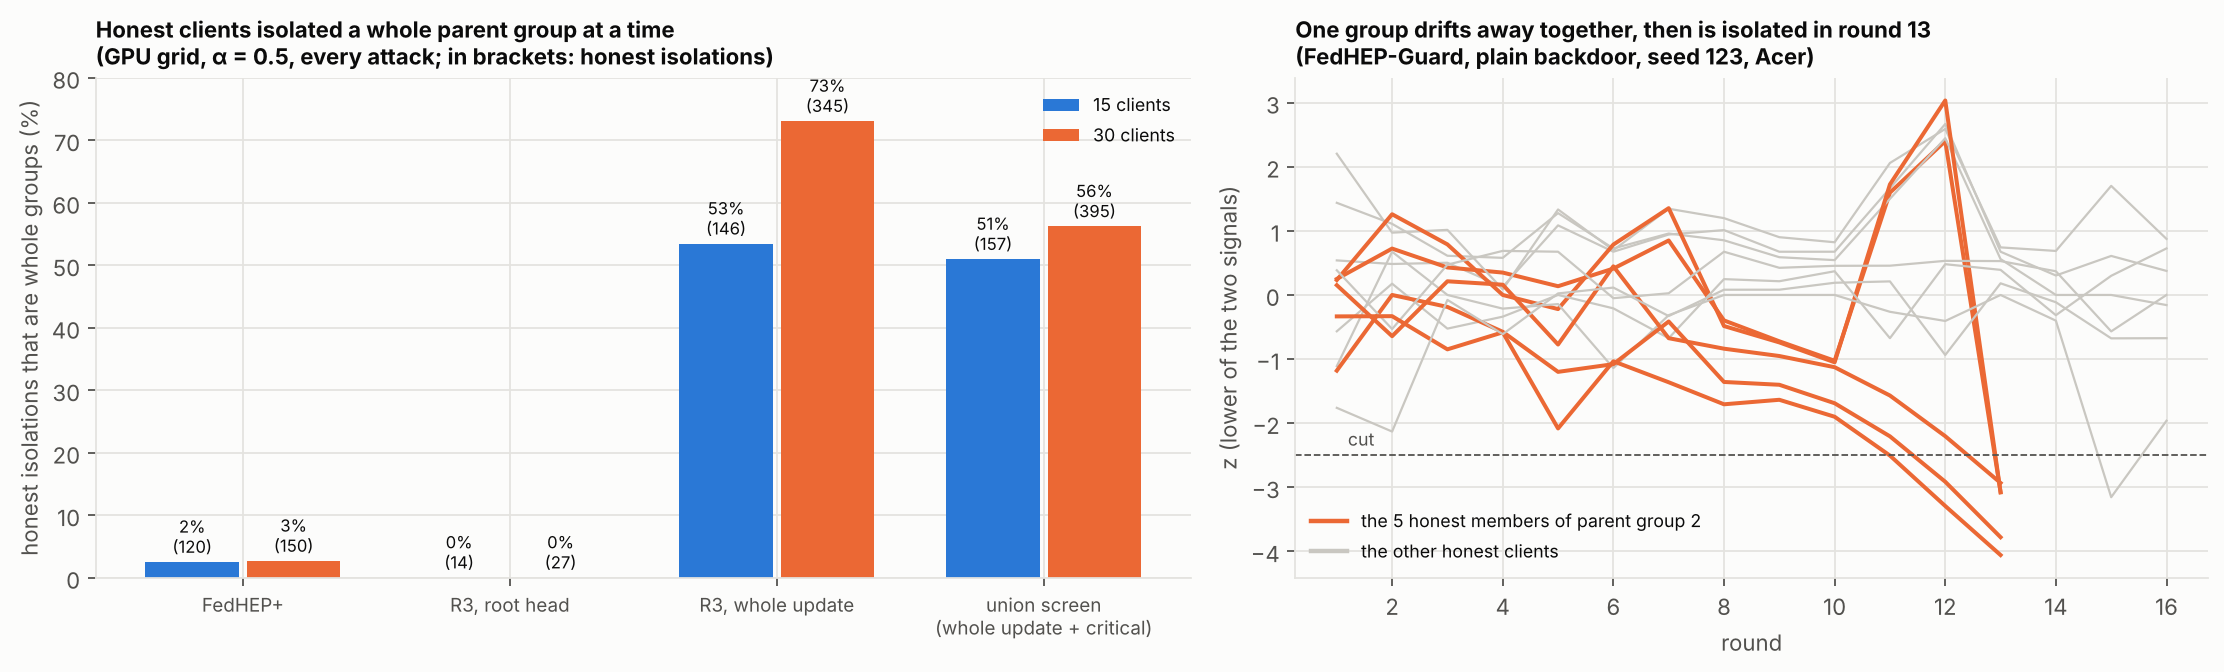 Honest clients isolated a whole parent group at a time
(GPU grid, α = 0.5, every attack; in brackets: honest isolations)
honest isolations that are whole groups (%)
80
70
60
50
40
30
20
10
0
2%
(120)
3%
(150)
0%
(14)
0%
(27)
53%
(146)
73%
(345)
51%
(157)
56%
(395)
15 clients
30 clients
FedHEP+
R3, root head
R3, whole update
union screen
(whole update + critical)
One group drifts away together, then is isolated in round 13
(FedHEP-Guard, plain backdoor, seed 123, Acer)
z (lower of the two signals)
3
2
1
0
−1
−2
−3
−4
cut
the 5 honest members of parent group 2
the other honest clients
2
4
6
8
10
12
14
16
round